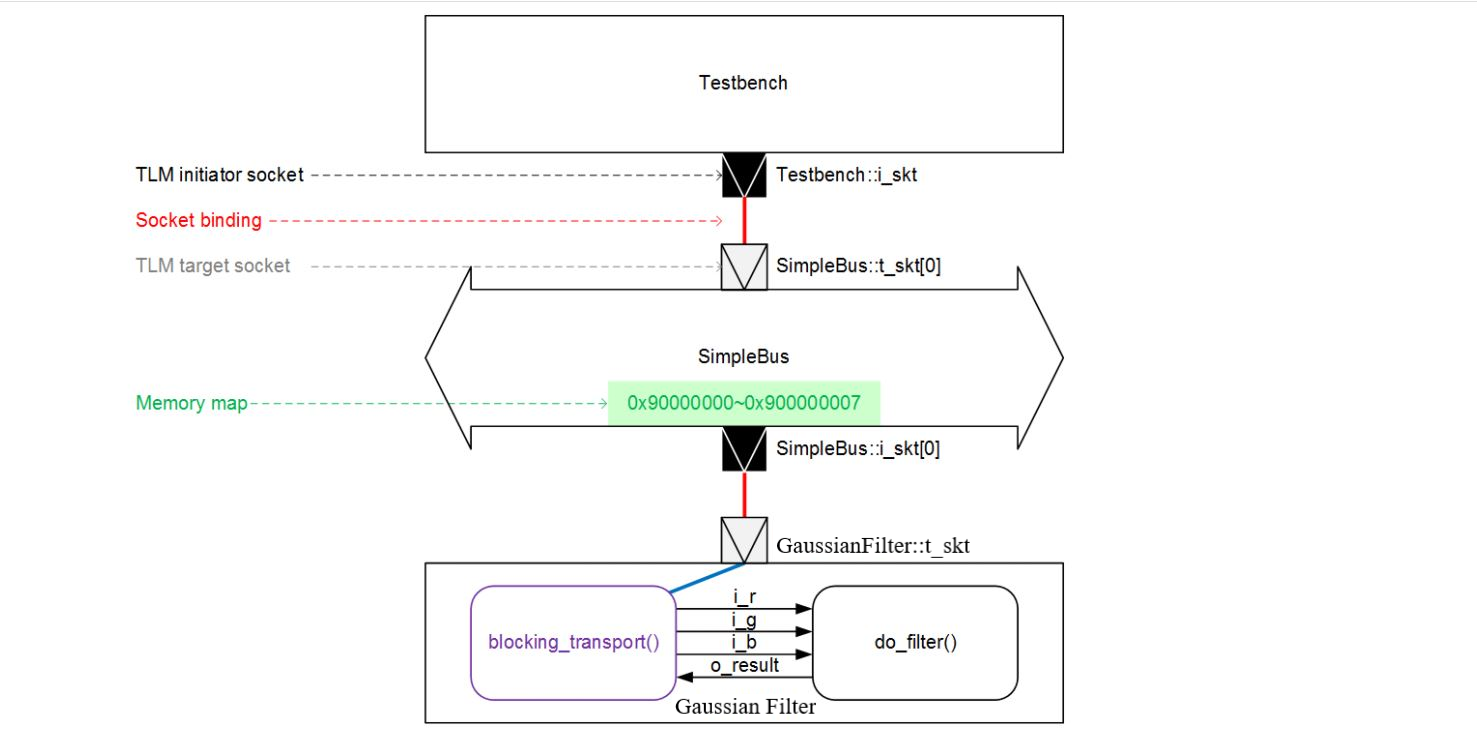 Testbench
TLM initiator socket
Testbench::i_skt
Socket binding
TLM target socket
SimpleBus::t_skt[0]
SimpleBus
Memory map
0x90000000~0x900000007
SimpleBus::i_skt[0]
GaussianFilter::t_skt
i_r
i_g
blocking_transport()
i_b
do_filter()
o_result
Gaussian Filter